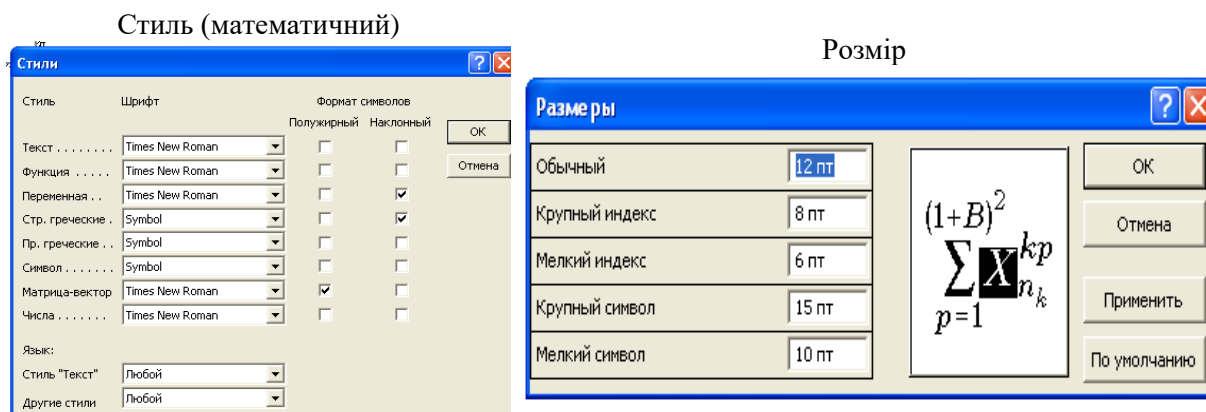 Стиль (математичний)
Стили
Стиль Шрифт Формат символов
Полужирный Наклонный
Текст . . . . . . . . Times New Roman
Функция . . . . . Times New Roman
Переменная . . Times New Roman
Стр. греческие . Symbol
Пр. греческие . . Symbol
Символ . . . . . . . Symbol
Матрица-вектор Times New Roman
Числа . . . . . . . Times New Roman
Язык:
Стиль "Текст" Любой
Другие стили Любой
ОК
Отмена
Розмір
Размеры
Обычный 12 пт
Крупный индекс 8 пт
Мелкий индекс 6 пт
Крупный символ 15 пт
Мелкий символ 10 пт
(1+B)²
∑ X kp
n k
p=1
ОК
Отмена
Применить
По умолчанию